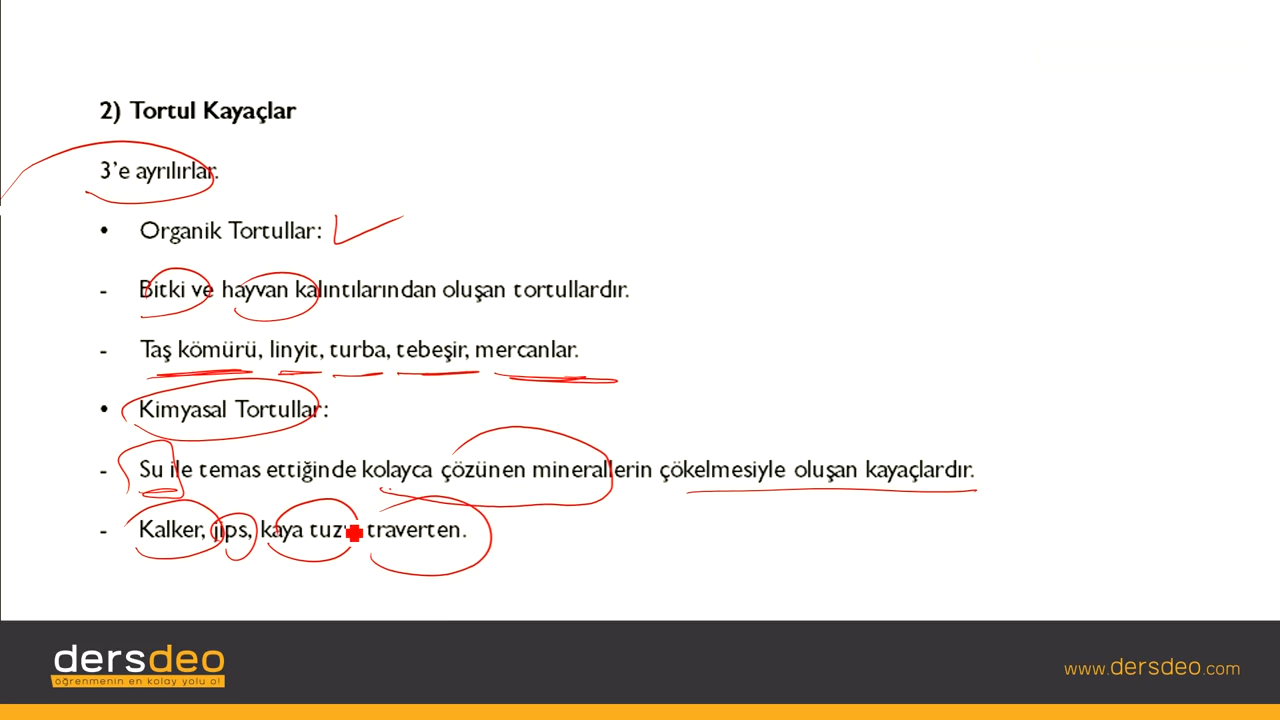 2) Tortul Kayaçlar
3’e ayrılırlar.
• Organik Tortullar:
- Bitki ve hayvan kalıntılarından oluşan tortullardır.
- Taş kömürü, linyit, turba, tebeşir, mercanlar.
• Kimyasal Tortullar:
- Su ile temas ettiğinde kolayca çözünen minerallerin çökelmesiyle oluşan kayaçlardır.
- Kalker, jips, kaya tuzu, traverten.
dersdeo
öğrenmenin en kolay yolu o!
www.dersdeo.com